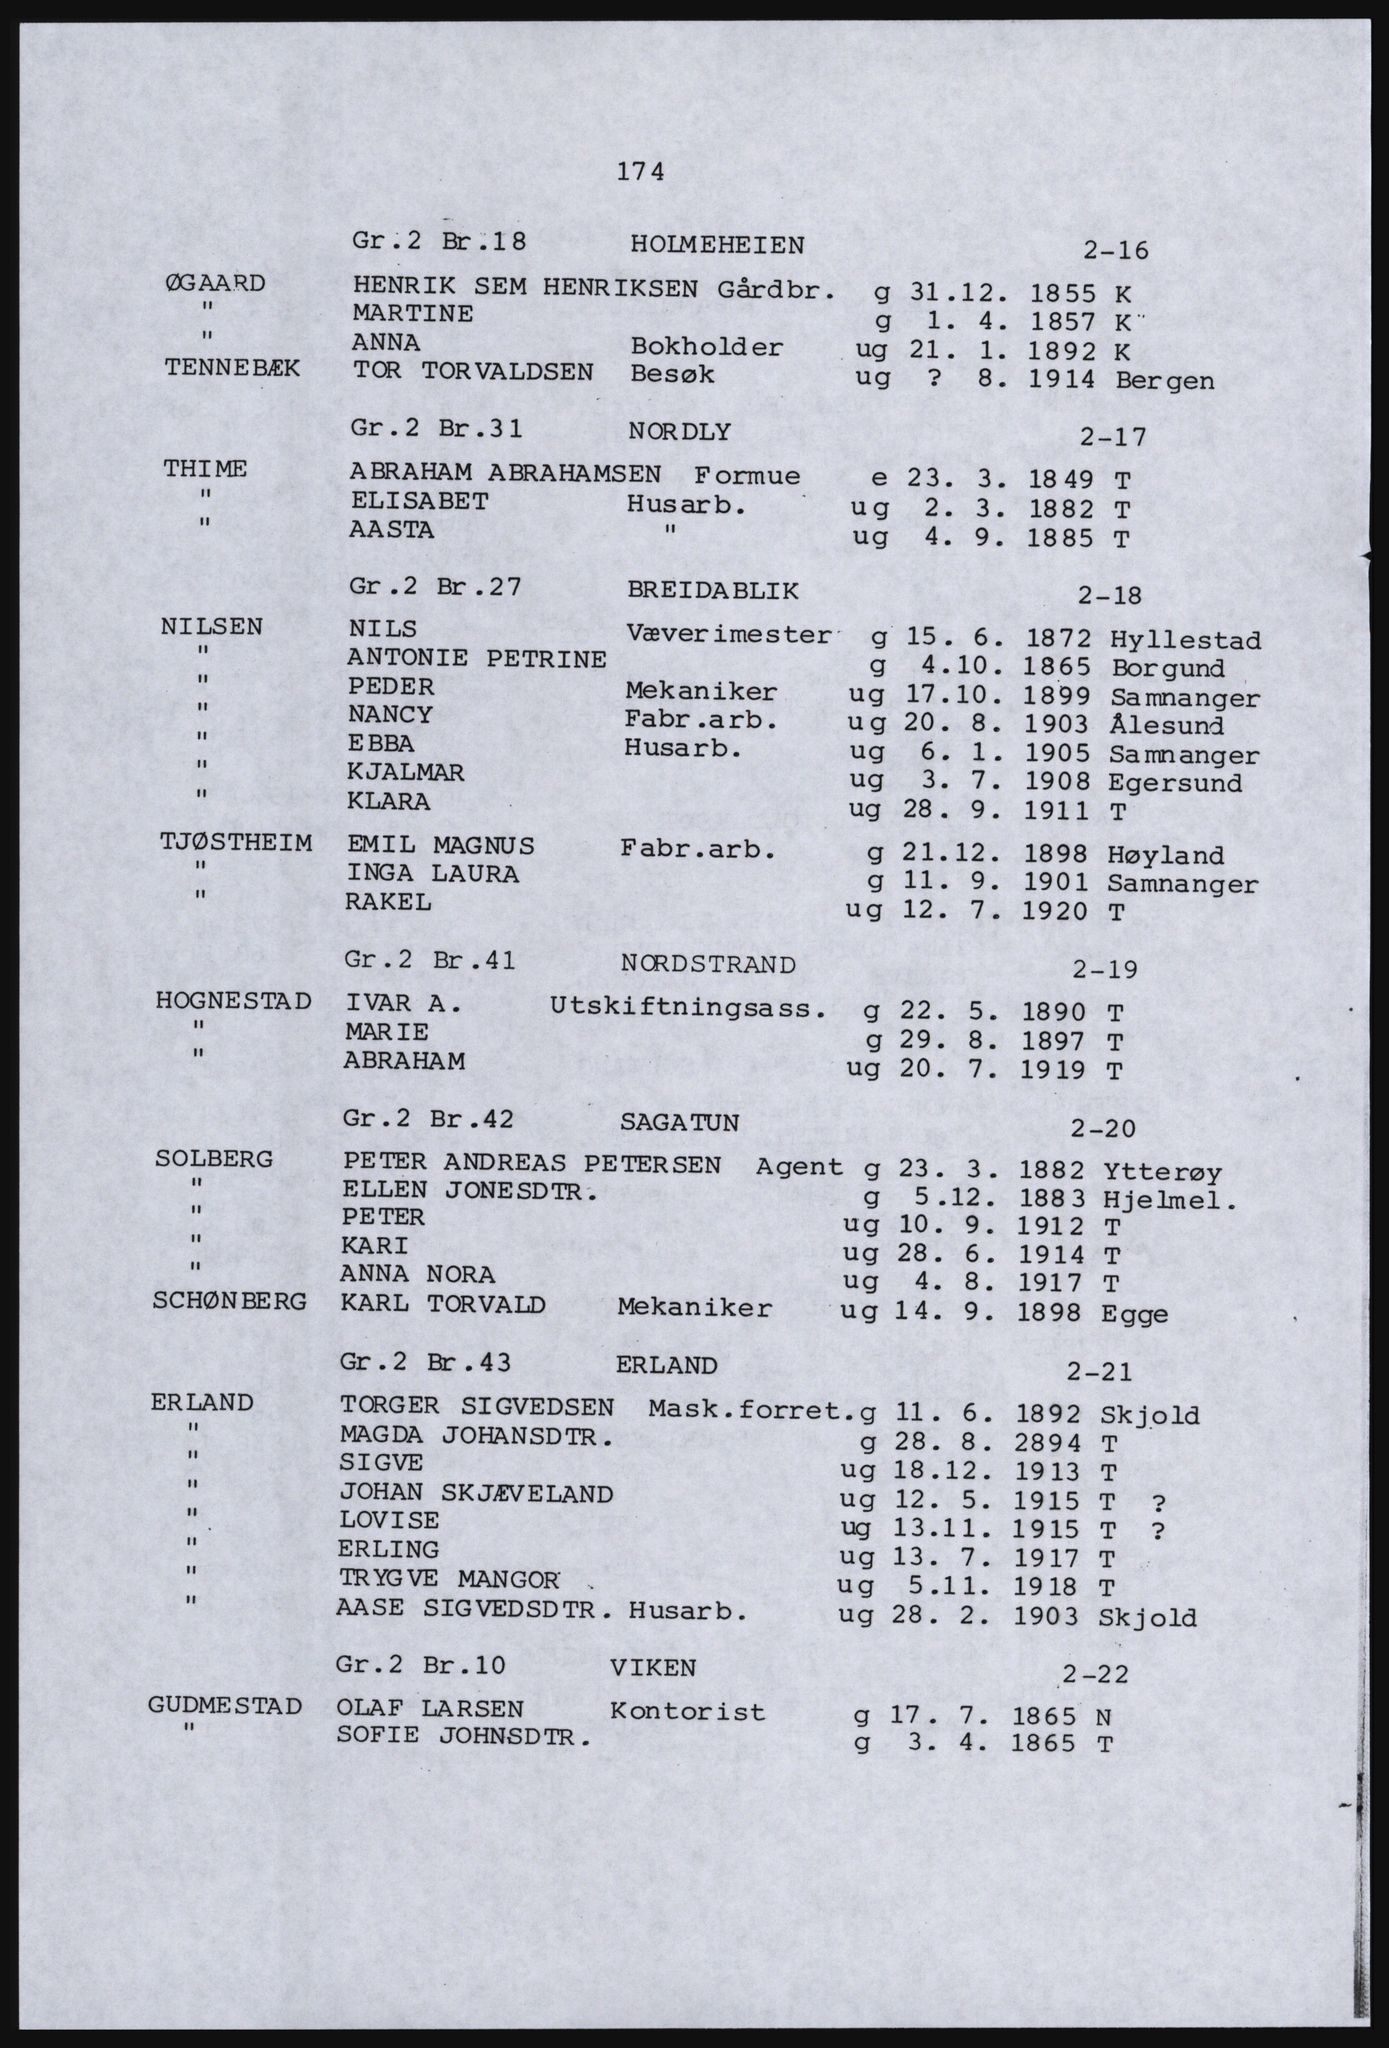 174
Gr.2 Br.18 HOLMEHEIEN 2-16
ØGAARD HENRIK SEM HENRIKSEN Gårdbr. g 31.12. 1855 K
" MARTINE g 1. 4. 1857 K
" ANNA Bokholder ug 21. 1. 1892 K
TENNEBÆK TOR TORVALDSEN Besøk ug ? 8. 1914 Bergen
Gr.2 Br.31 NORDLY 2-17
THIME ABRAHAM ABRAHAMSEN Formue e 23. 3. 1849 T
" ELISABET Husarb. ug 2. 3. 1882 T
" AASTA " ug 4. 9. 1885 T
Gr.2 Br.27 BREIDABLIK 2-18
NILSEN NILS Væverimester g 15. 6. 1872 Hyllestad
" ANTONIE PETRINE g 4.10. 1865 Borgund
" PEDER Mekaniker ug 17.10. 1899 Samnanger
" NANCY Fabr.arb. ug 20. 8. 1903 Ålesund
" EBBA Husarb. ug 6. 1. 1905 Samnanger
" KJALMAR ug 3. 7. 1908 Egersund
" KLARA ug 28. 9. 1911 T
TJØSTHEIM EMIL MAGNUS Fabr.arb. g 21.12. 1898 Høyland
" INGA LAURA g 11. 9. 1901 Samnanger
" RAKEL ug 12. 7. 1920 T
Gr.2 Br.41 NORDSTRAND 2-19
HOGNESTAD IVAR A. Utskiftningsass. g 22. 5. 1890 T
" MARIE g 29. 8. 1897 T
" ABRAHAM ug 20. 7. 1919 T
Gr.2 Br.42 SAGATUN 2-20
SOLBERG PETER ANDREAS PETERSEN Agent g 23. 3. 1882 Ytterøy
" ELLEN JONESDTR. g 5.12. 1883 Hjelmel.
" PETER ug 10. 9. 1912 T
" KARI ug 28. 6. 1914 T
" ANNA NORA ug 4. 8. 1917 T
SCHØNBERG KARL TORVALD Mekaniker ug 14. 9. 1898 Egge
Gr.2 Br.43 ERLAND 2-21
ERLAND TORGER SIGVEDSEN Mask.forret.g 11. 6. 1892 Skjold
" MAGDA JOHANSDTR. g 28. 8. 2894 T
" SIGVE ug 18.12. 1913 T
" JOHAN SKJÆVELAND ug 12. 5. 1915 T ?
" LOVISE ug 13.11. 1915 T ?
" ERLING ug 13. 7. 1917 T
" TRYGVE MANGOR ug 5.11. 1918 T
" AASE SIGVEDSDTR. Husarb. ug 28. 2. 1903 Skjold
Gr.2 Br.10 VIKEN 2-22
GUDMESTAD OLAF LARSEN Kontorist g 17. 7. 1865 N
" SOFIE JOHNSDTR. g 3. 4. 1865 T